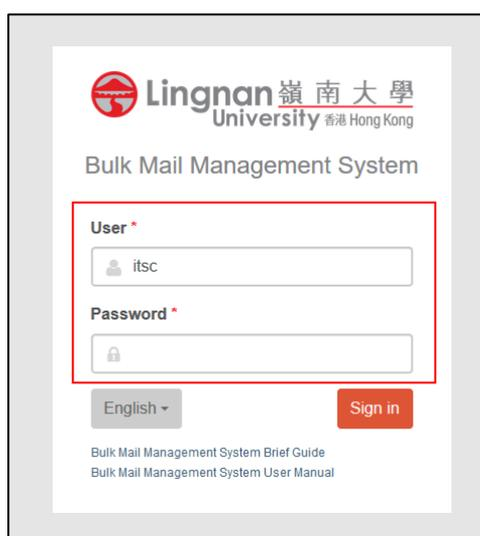 Lingnan 嶺南大學
University 香港 Hong Kong
Bulk Mail Management System
User *
itsc
Password *
English
Sign in
Bulk Mail Management System Brief Guide
Bulk Mail Management System User Manual